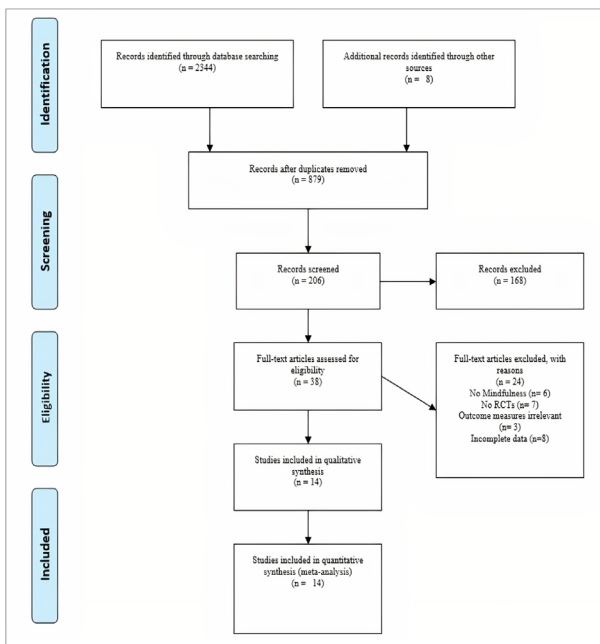 Identification
Records identified through database searching
(n = 2344)
Additional records identified through other
sources
(n =   8)
Records after duplicates removed
(n = 879)
Screening
Records screened
(n = 206)
Records excluded
(n = 168)
Eligibility
Full-text articles assessed for
eligibility
(n = 38)
Full-text articles excluded, with
reasons
(n = 24)
No Mindfulness (n= 6)
No RCTs (n= 7)
Outcome measures irrelevant
(n= 3)
Incomplete data (n=8)
Studies included in qualitative
synthesis
(n = 14)
Included
Studies included in quantitative
synthesis (meta-analysis)
(n =   14)